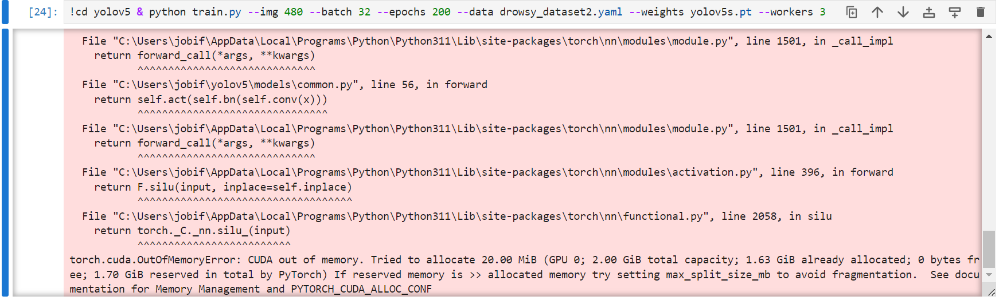 [24]: !cd yolov5 & python train.py --img 480 --batch 32 --epochs 200 --data drowsy_dataset2.yaml --weights yolov5s.pt --workers 3
File "C:\Users\jobif\AppData\Local\Programs\Python\Python311\Lib\site-packages\torch\nn\modules\module.py", line 1501, in _call_impl
return forward_call(*args, **kwargs)
^^^^^^^^^^^^^^^^^^^^^^^^^^^^^
File "C:\Users\jobif\yolov5\models\common.py", line 56, in forward
return self.act(self.bn(self.conv(x)))
^^^^^^^^^^^^^^^^^^^^^^^^^^^^^^^
File "C:\Users\jobif\AppData\Local\Programs\Python\Python311\Lib\site-packages\torch\nn\modules\module.py", line 1501, in _call_impl
return forward_call(*args, **kwargs)
^^^^^^^^^^^^^^^^^^^^^^^^^^^^^
File "C:\Users\jobif\AppData\Local\Programs\Python\Python311\Lib\site-packages\torch\nn\modules\activation.py", line 396, in forward
return F.silu(input, inplace=self.inplace)
^^^^^^^^^^^^^^^^^^^^^^^^^^^^^^^^^^^
File "C:\Users\jobif\AppData\Local\Programs\Python\Python311\Lib\site-packages\torch\nn\functional.py", line 2058, in silu
return torch._C._nn.silu_(input)
^^^^^^^^^^^^^^^^^^^^^^^^^
torch.cuda.OutOfMemoryError: CUDA out of memory. Tried to allocate 20.00 MiB (GPU 0; 2.00 GiB total capacity; 1.63 GiB already allocated; 0 bytes fr
ee; 1.70 GiB reserved in total by PyTorch) If reserved memory is >> allocated memory try setting max_split_size_mb to avoid fragmentation.  See docu
mentation for Memory Management and PYTORCH_CUDA_ALLOC_CONF